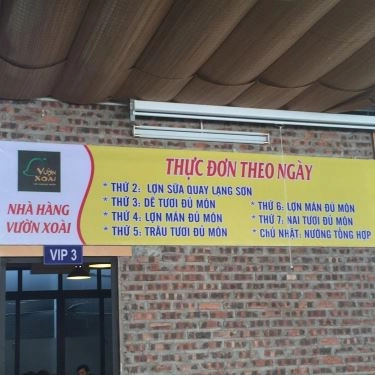 VƯỜN XOÀI
NHÀ HÀNG
VƯỜN XOÀI
THỰC ĐƠN THEO NGÀY
* THỨ 2: LỢN SỮA QUAY LẠNG SƠN
* THỨ 3: DÊ TƯƠI ĐỦ MÓN
* THỨ 4: LỢN MÁN ĐỦ MÓN
* THỨ 5: TRÂU TƯƠI ĐỦ MÓN
* THỨ 6: LỢN MÁN ĐỦ MÓN
* THỨ 7: NAI TƯƠI ĐỦ MÓN
* CHỦ NHẬT: NƯỚNG TỔNG HỢP
VIP 3